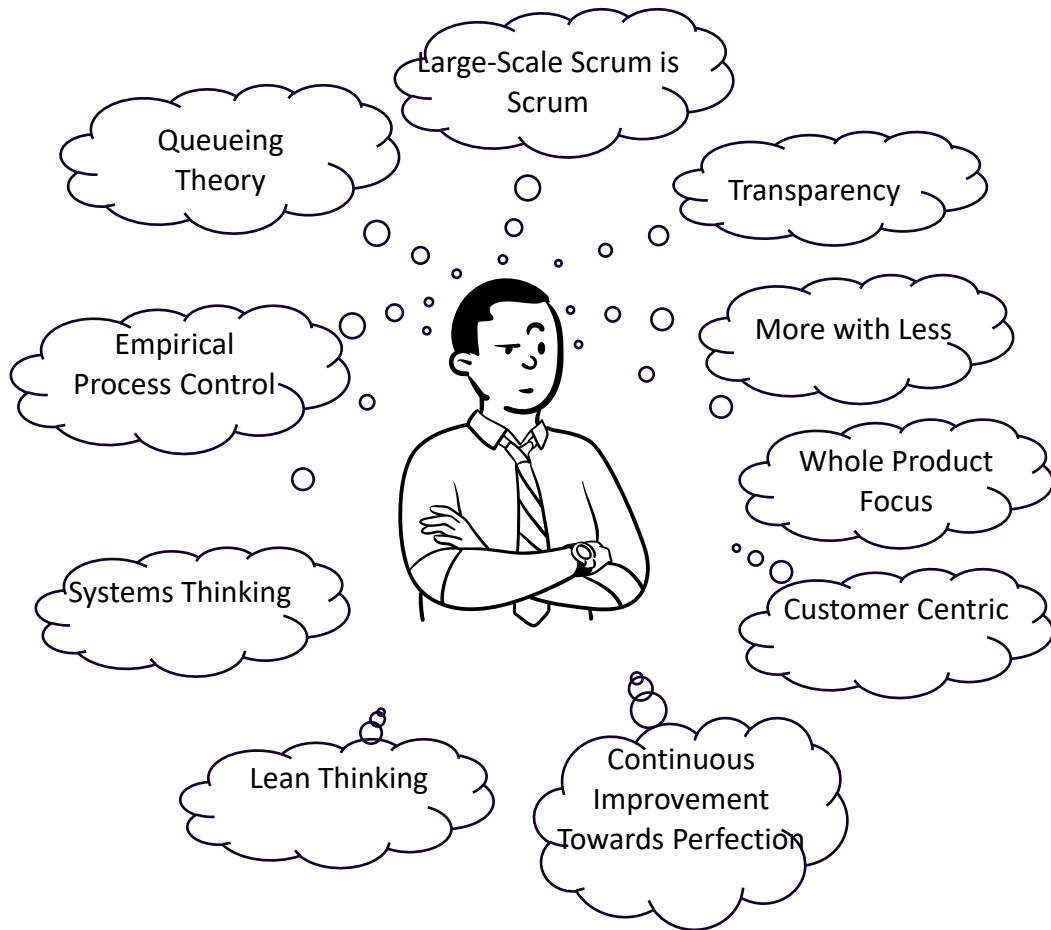 Large-Scale Scrum is
Scrum
Queueing
Theory
Transparency
More with Less
Empirical
Process Control
Whole Product
Focus
Systems Thinking
Customer Centric
Lean Thinking
Continuous
Improvement
Towards Perfection